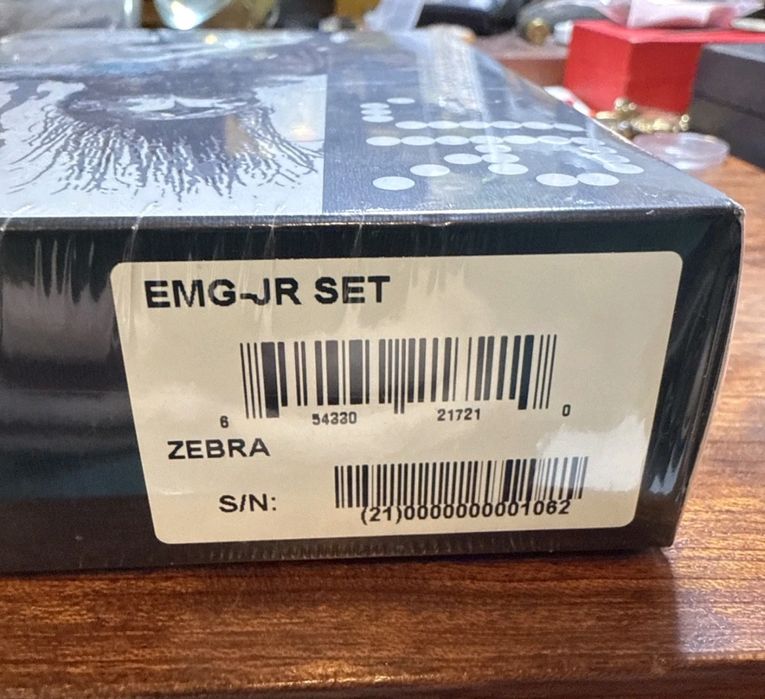 EMG-JR SET
6 54330 21721 0
ZEBRA
S/N:
(21)0000000001062